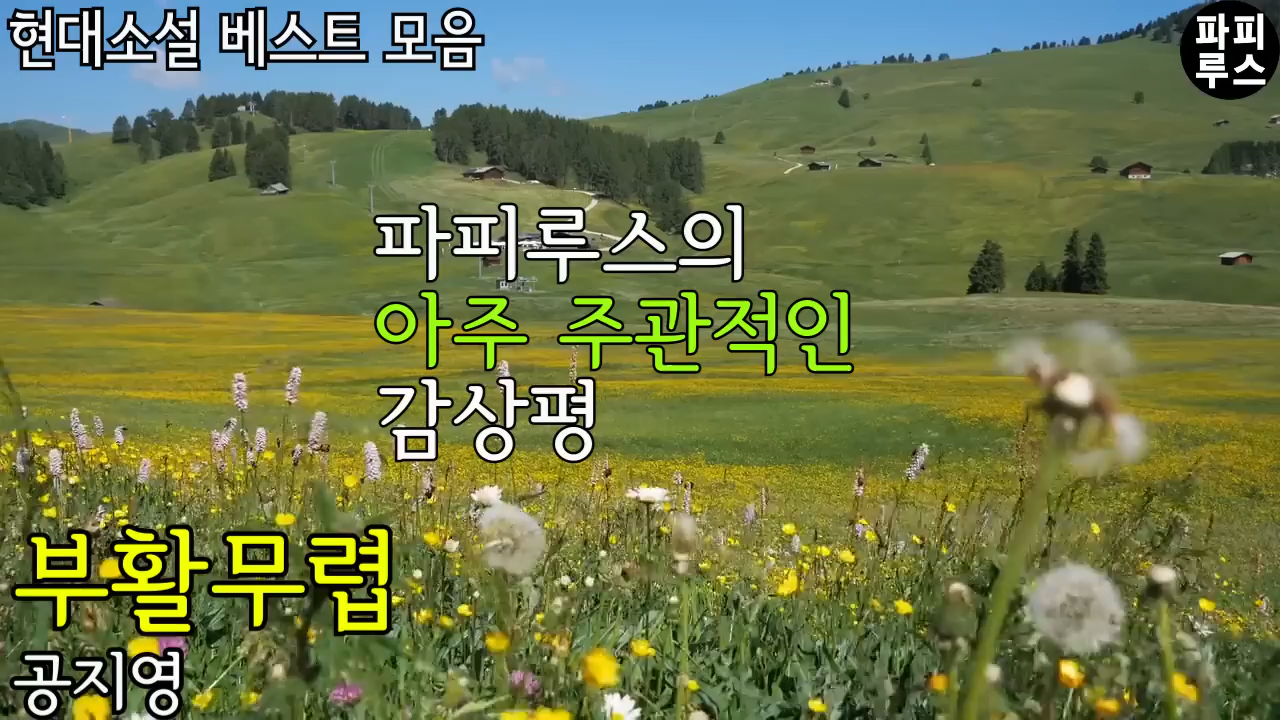 현대소설 베스트 모음
파피
루스
파피루스의
아주 주관적인
감상평
부활무렵
공지영